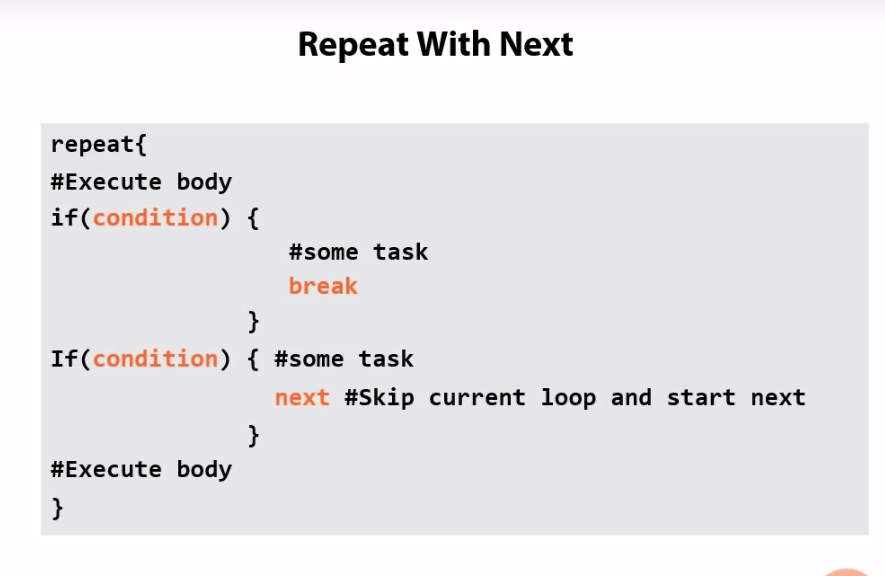 Repeat With Next
repeat{
#Execute body
if(condition) {
#some task
break
}
If(condition) { #some task
next #Skip current loop and start next
}
#Execute body
}